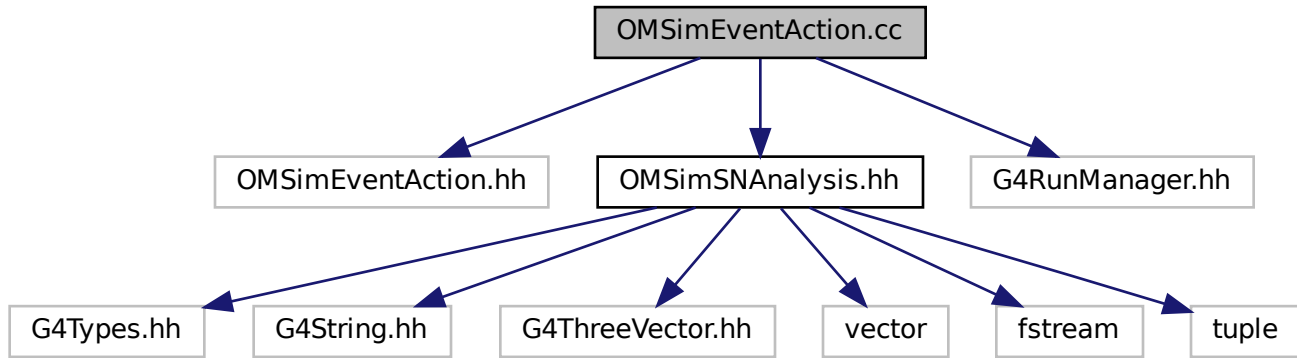 OMSimEventAction.cc
OMSimEventAction.hh
OMSimSNAnalysis.hh
G4RunManager.hh
G4Types.hh
G4String.hh
G4ThreeVector.hh
vector
fstream
tuple